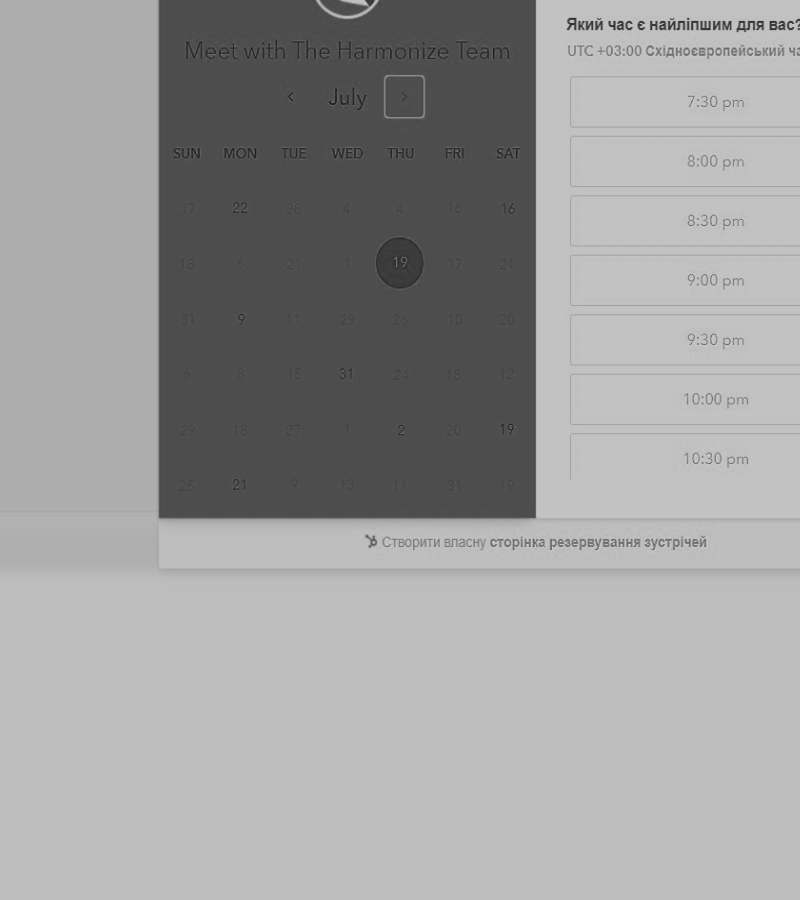 Meet with The Harmonize Team
July
SUN MON TUE WED THU FRI SAT
17 22 26 4 4 16 16
18 6 21 1 19 17 21
31 9 11 29 26 10 20
6 8 15 31 24 18 12
29 18 27 1 2 20 19
25 21 9 13 11 31 19
Який час є найліпшим для вас?
UTC +03:00 Східноєвропейський
7:30 pm
8:00 pm
8:30 pm
9:00 pm
9:30 pm
10:00 pm
10:30 pm
Створити власну сторінка резервування зустрічей